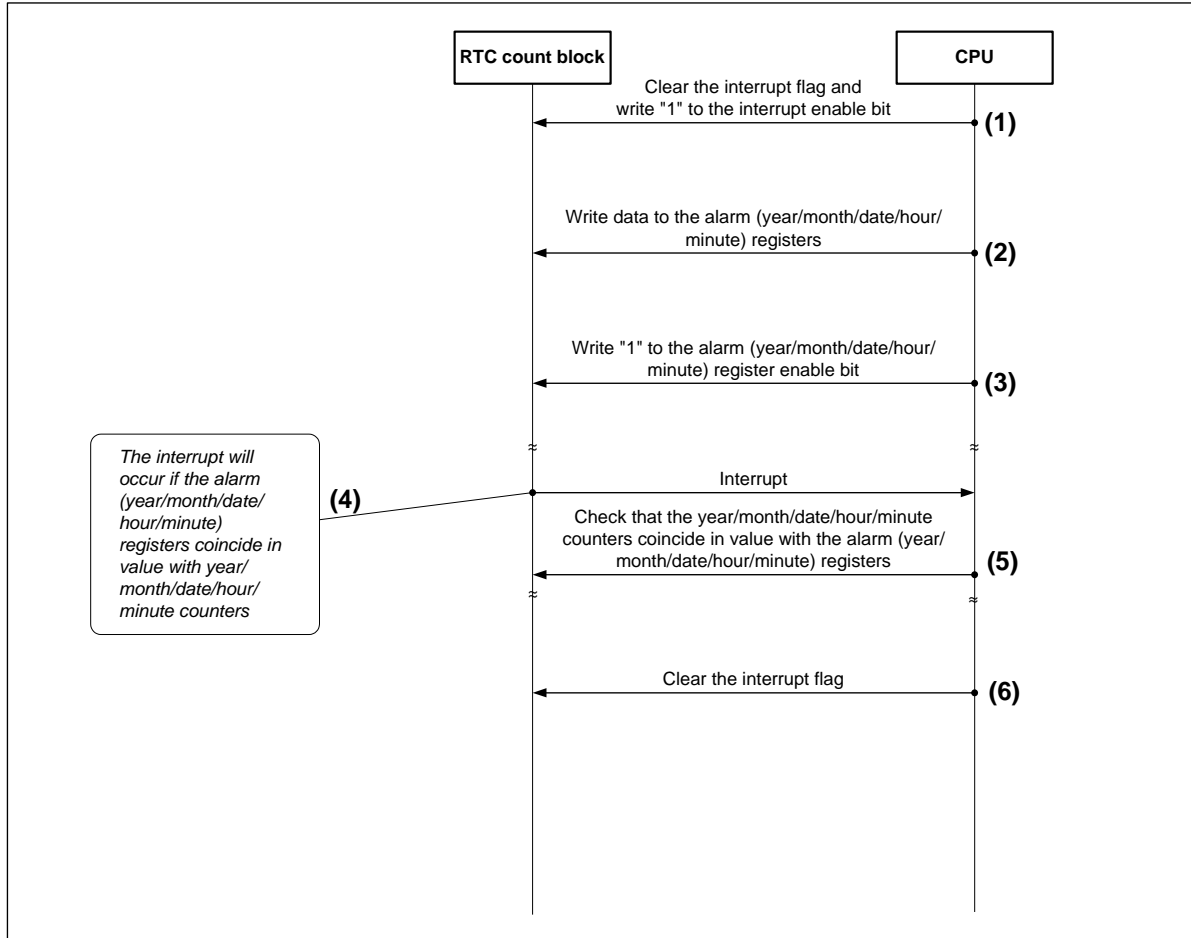 RTC count block
CPU
Clear the interrupt flag and
write "1" to the interrupt enable bit
(1)
Write data to the alarm (year/month/date/hour/
minute) registers
(2)
Write "1" to the alarm (year/month/date/hour/
minute) register enable bit
(3)
The interrupt will
occur if the alarm
(year/month/date/
hour/minute)
registers coincide in
value with year/
month/date/hour/
minute counters
(4)
Interrupt
Check that the year/month/date/hour/minute
counters coincide in value with the alarm (year/
month/date/hour/minute) registers
(5)
Clear the interrupt flag
(6)